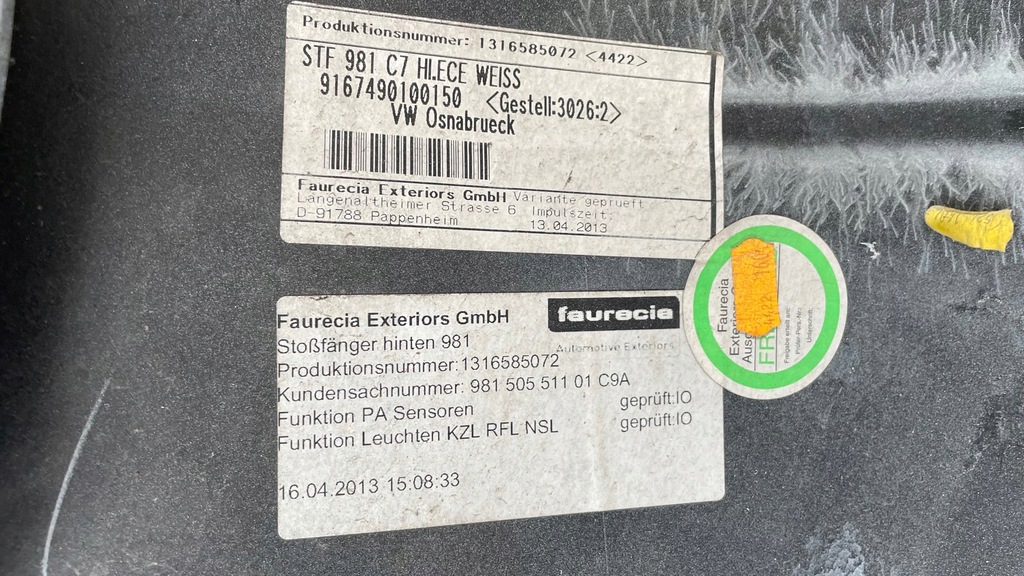 Produktionsnummer: 1316585072 <4422>
STF 981 C7 HI.ECE WEISS
9167490100150 <Gestell:3026:2>
VW Osnabrueck
Faurecia Exteriors GmbH Variante geprueft
Langenaltheimer Strasse 6 Impulszeit:
D-91788 Pappenheim 13.04.2013
Faurecia Exteriors GmbH
faurecia
Automotive Exteriors
Stoßfänger hinten 981
Produktionsnummer:1316585072
Kundensachnummer: 981 505 511 01 C9A
Funktion PA Sensoren geprüft:IO
Funktion Leuchten KZL RFL NSL geprüft:IO
16.04.2013 15:08:33
Faurecia